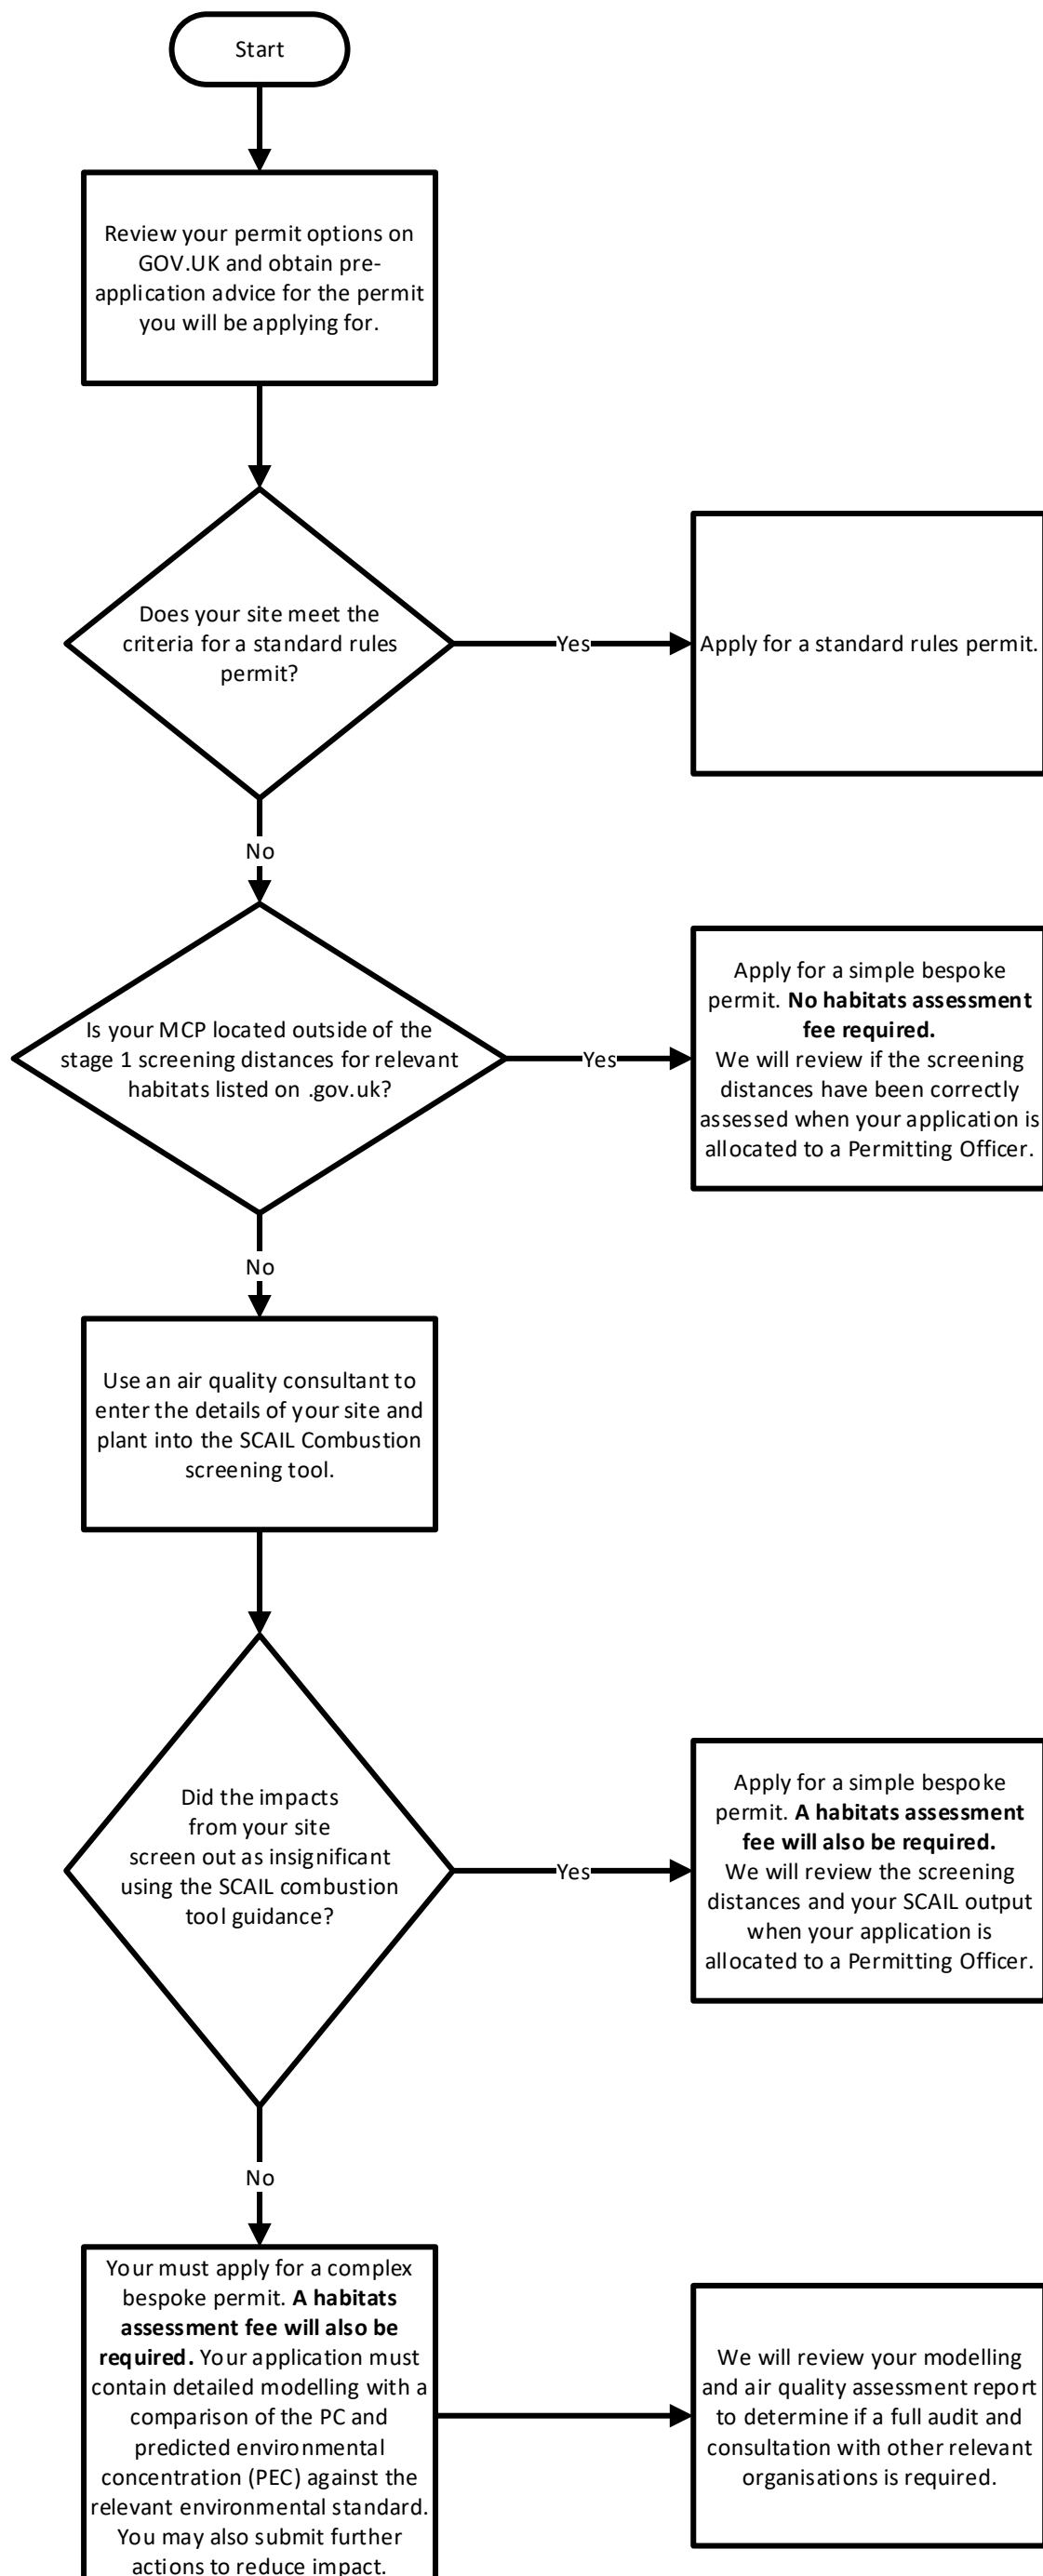 Start
Review your permit options on
GOV.UK and obtain pre-
application advice for the permit
you will be applying for.
Does your site meet the
criteria for a standard rules
permit?
Yes
Apply for a standard rules permit.
No
Is your MCP located outside of the
stage 1 screening distances for relevant
habitats listed on .gov.uk?
Yes
Apply for a simple bespoke
permit. No habitats assessment
fee required.
We will review if the screening
distances have been correctly
assessed when your application is
allocated to a Permitting Officer.
No
Use an air quality consultant to
enter the details of your site and
plant into the SCAIL Combustion
screening tool.
Did the impacts
from your site
screen out as insignificant
using the SCAIL combustion
tool guidance?
Yes
Apply for a simple bespoke
permit. A habitats assessment
fee will also be required.
We will review the screening
distances and your SCAIL output
when your application is
allocated to a Permitting Officer.
No
Your must apply for a complex
bespoke permit. A habitats
assessment fee will also be
required. Your application must
contain detailed modelling with a
comparison of the PC and
predicted environmental
concentration (PEC) against the
relevant environmental standard.
You may also submit further
actions to reduce impact.
We will review your modelling
and air quality assessment report
to determine if a full audit and
consultation with other relevant
organisations is required.